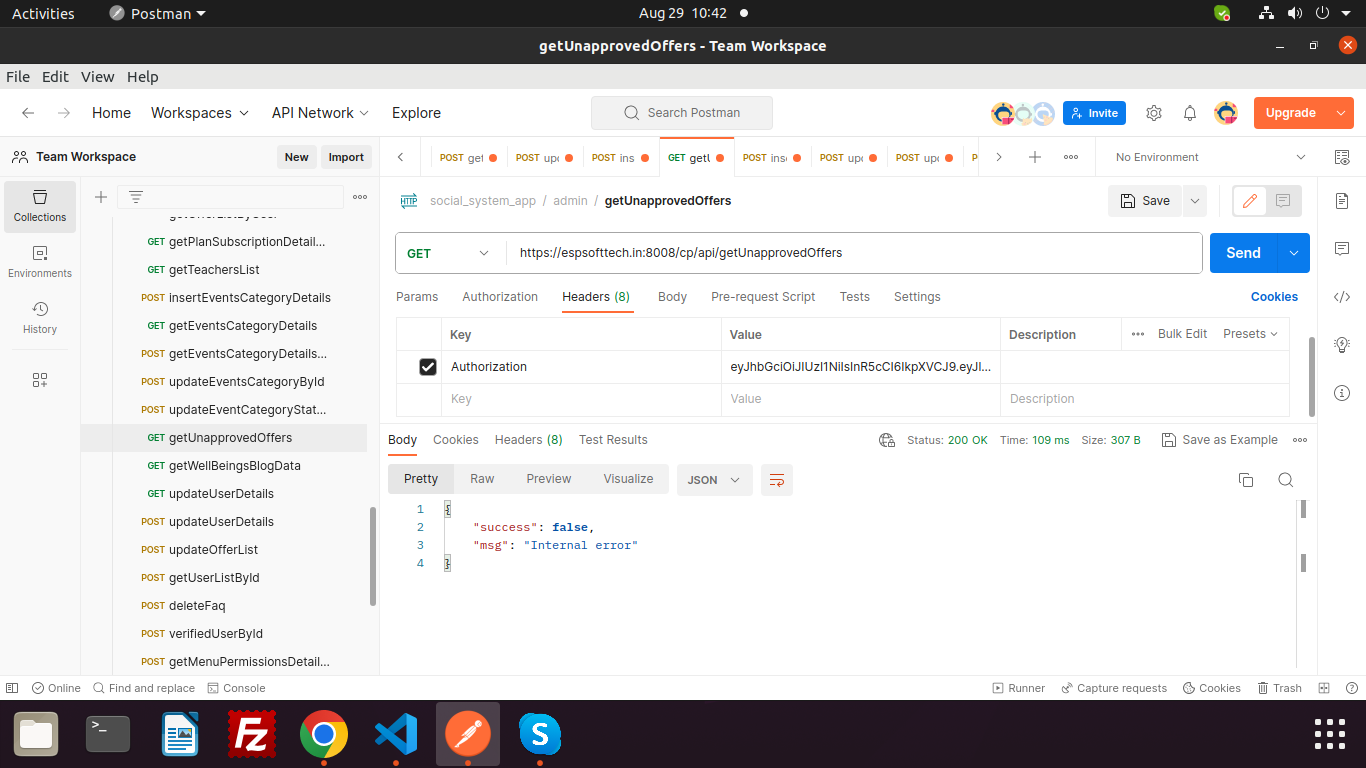 Activities
Postman
Aug 29 10:42
getUnapprovedOffers - Team Workspace
File Edit View Help
Home Workspaces API Network Explore
Search Postman
Invite
Upgrade
Team Workspace
New Import
POST get
POST upd
POST ins
GET getU
POST inse
POST upd
POST upd
No Environment
Collections
Environments
History
GET getPlanSubscriptionDetail...
GET getTeachersList
POST insertEventsCategoryDetails
GET getEventsCategoryDetails
POST getEventsCategoryDetails...
POST updateEventsCategoryById
POST updateEventCategoryStat...
GET getUnapprovedOffers
GET getWellBeingsBlogData
GET updateUserDetails
POST updateUserDetails
POST updateOfferList
POST getUserListById
POST deleteFaq
POST verifiedUserById
POST getMenuPermissionsDetail...
HTTP social_system_app / admin / getUnapprovedOffers
Save
GET https://espsofttech.in:8008/cp/api/getUnapprovedOffers
Send
Params Authorization Headers (8) Body Pre-request Script Tests Settings
Cookies
Key Value Description ••• Bulk Edit Presets
Authorization eyJhbGciOiJIUzI1NiIsInR5cCI6IkpXVCJ9.eyJl...
Key Value Description
Body Cookies Headers (8) Test Results
Status: 200 OK Time: 109 ms Size: 307 B
Save as Example
Pretty Raw Preview Visualize JSON
1 {
2 "success": false,
3 "msg": "Internal error"
4 }
Online Find and replace Console
Runner Capture requests Cookies Trash